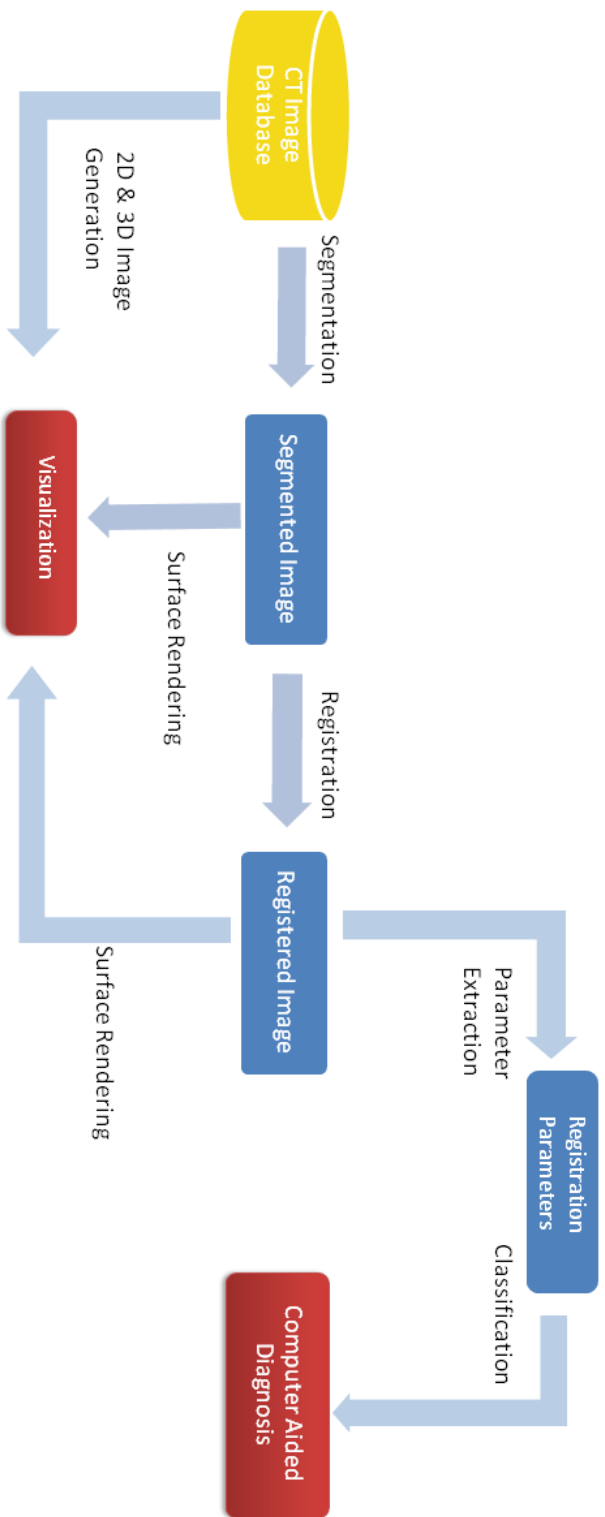 Registration
Parameters
Parameter
Extraction
Classification
CT Image
Database
Segmentation
Segmented Image
Registration
Registered Image
Computer Aided
Diagnosis
2D & 3D Image
Generation
Surface Rendering
Surface Rendering
Visualization